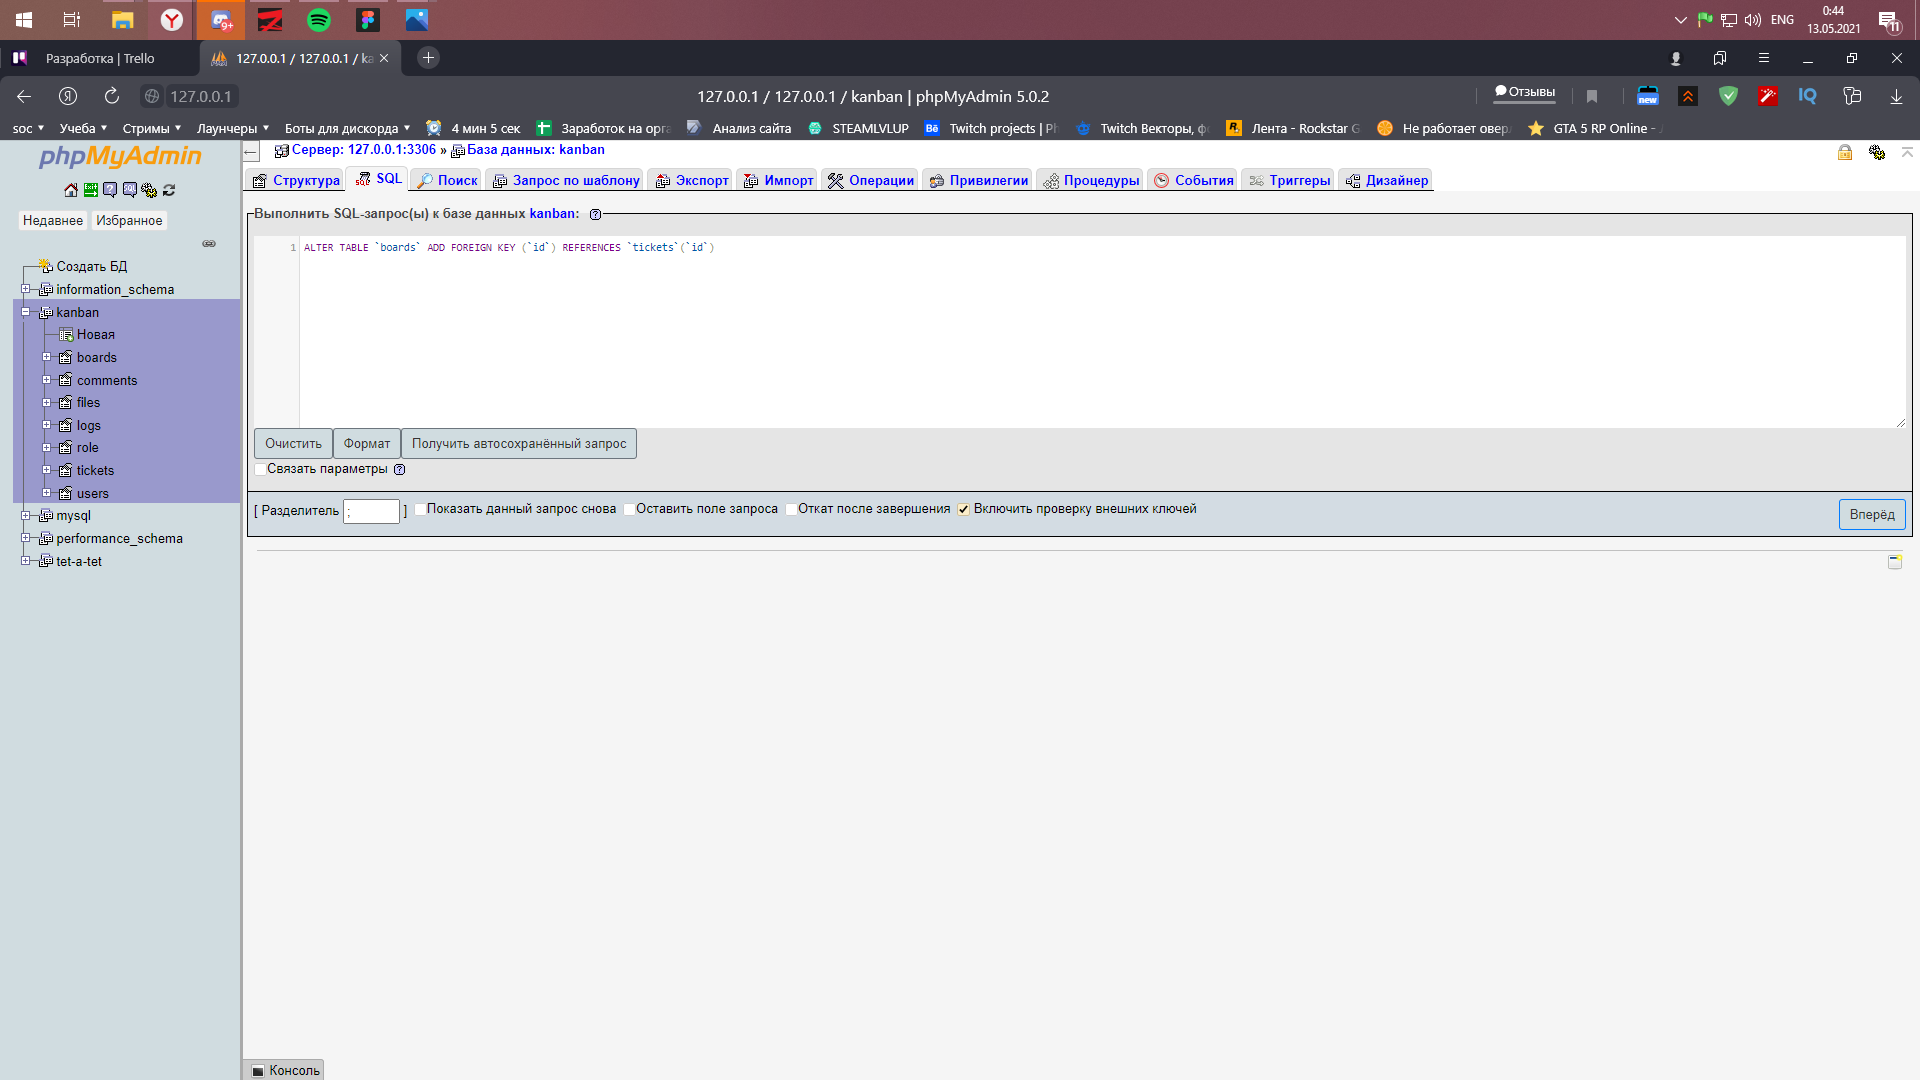 ENG
0:44
13.05.2021
11
9+
Разработка | Trello
127.0.0.1 / 127.0.0.1 / ka
127.0.0.1
127.0.0.1 / 127.0.0.1 / kanban | phpMyAdmin 5.0.2
Отзывы
new
IQ
soc
Учеба
Стримы
Лаунчеры
Боты для дискорда
4 мин 5 сек
Заработок на орга
Анализ сайта
STEAMLVLUP
Bē
Twitch projects | Ph
Twitch Векторы, фо
Лента - Rockstar G
Не работает овер
GTA 5 RP Online -
phpMyAdmin
Сервер: 127.0.0.1:3306 » База данных: kanban
Структура
SQL
Поиск
Запрос по шаблону
Экспорт
Импорт
Операции
Привилегии
Процедуры
События
Триггеры
Дизайнер
Недавнее
Избранное
Создать БД
information_schema
kanban
Новая
boards
comments
files
logs
role
tickets
users
mysql
performance_schema
tet-a-tet
Выполнить SQL-запрос(ы) к базе данных kanban:
1 ALTER TABLE `boards` ADD FOREIGN KEY (`id`) REFERENCES `tickets`(`id`)
Очистить
Формат
Получить автосохранённый запрос
Связать параметры
[ Разделитель ; ] Показать данный запрос снова Оставить поле запроса Откат после завершения Включить проверку внешних ключей
Вперёд
Консоль